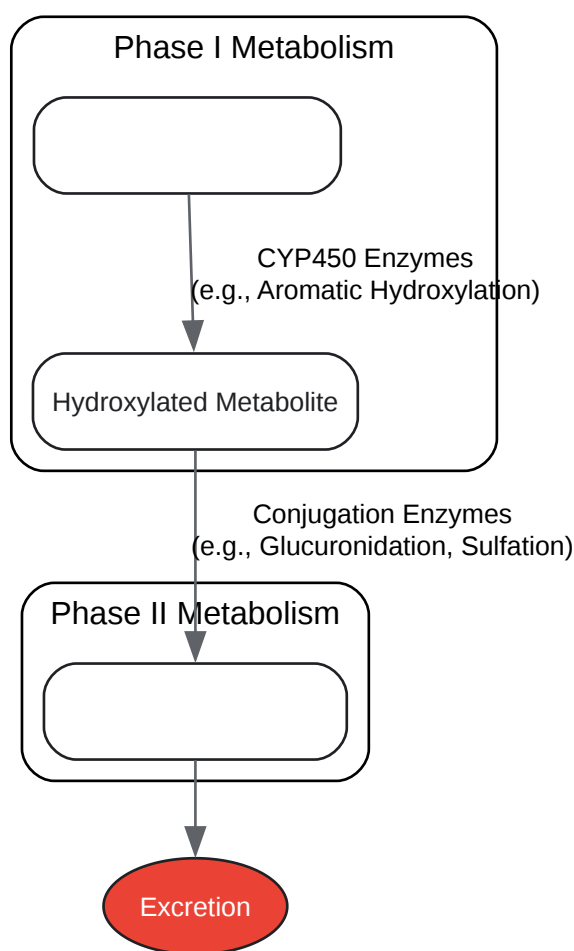 Phase I Metabolism
CYP450 Enzymes
(e.g., Aromatic Hydroxylation)
Hydroxylated Metabolite
Conjugation Enzymes
(e.g., Glucuronidation, Sulfation)
Phase II Metabolism
Excretion